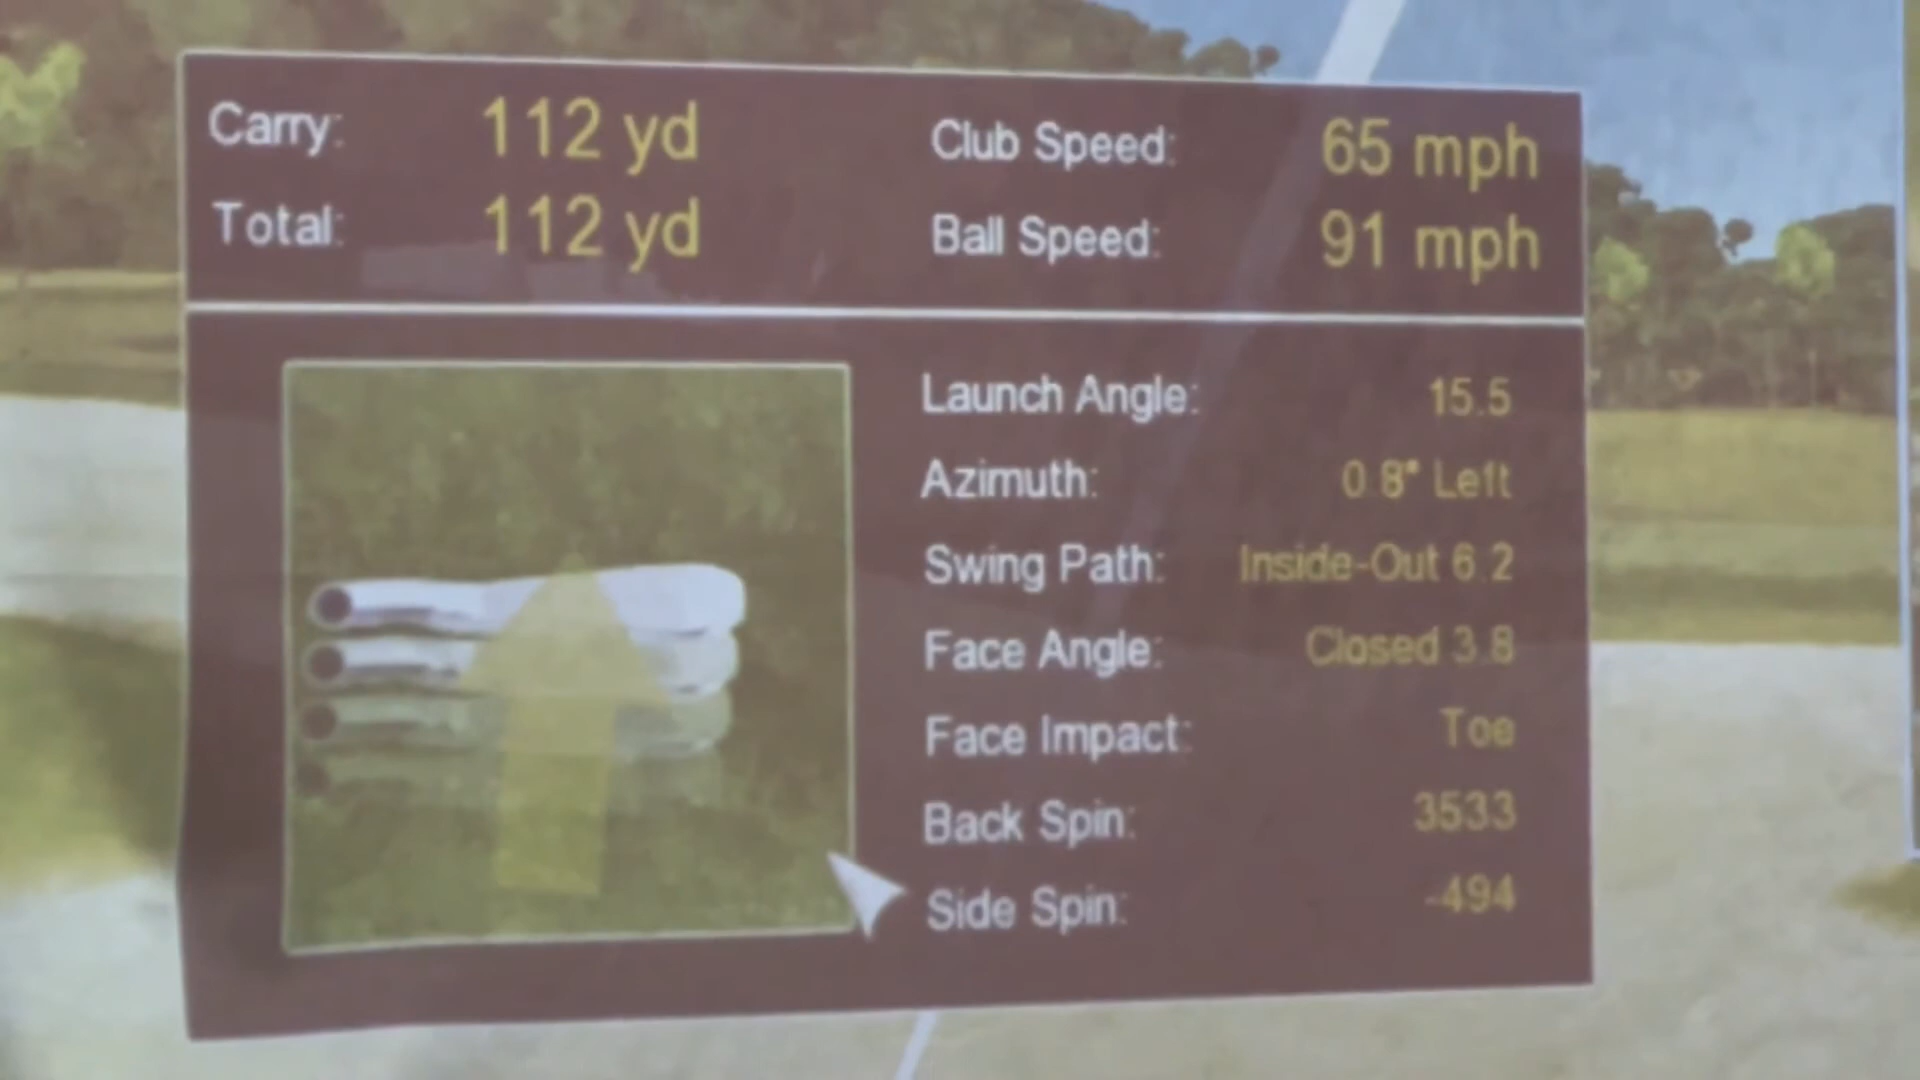 Carry: 112 yd
Total: 112 yd
Club Speed: 65 mph
Ball Speed: 91 mph
Launch Angle: 15.5
Azimuth: 0.8° Left
Swing Path: Inside-Out 6.2
Face Angle: Closed 3.8
Face Impact: Toe
Back Spin: 3533
Side Spin: -494